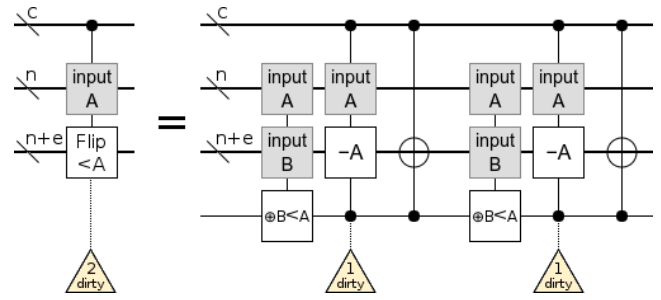 c c
n input A n input A input A input A input A
n+e Flip <A = n+e input B −A input B −A
⊕B<A ⊕B<A
2 dirty 1 dirty 1 dirty